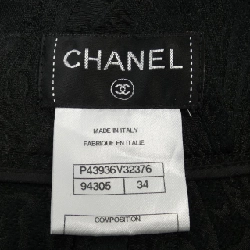 CHANEL
MADE IN ITALY
FABRIQUE EN ITALIE
P43936V32376
94305 34
COMPOSITION